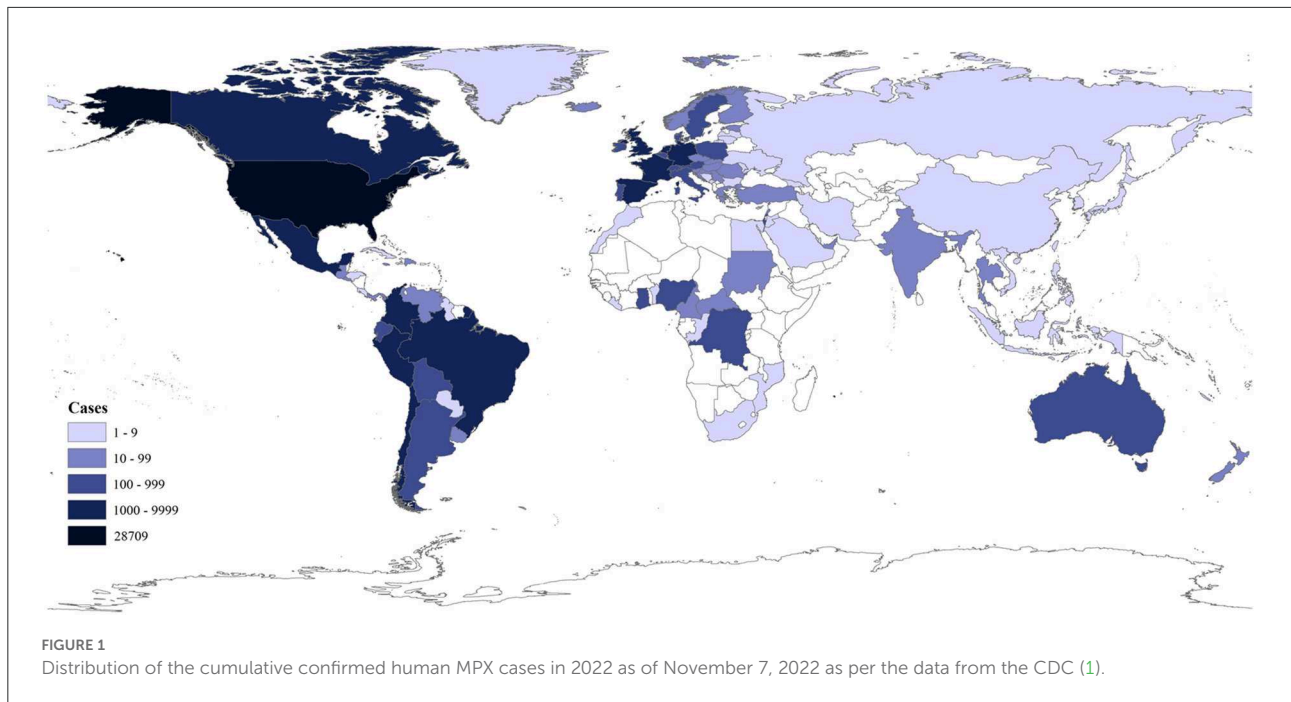 Cases
1 - 9
10 - 99
100 - 999
1000 - 9999
28709
FIGURE 1
Distribution of the cumulative confirmed human MPX cases in 2022 as of November 7, 2022 as per the data from the CDC (1).